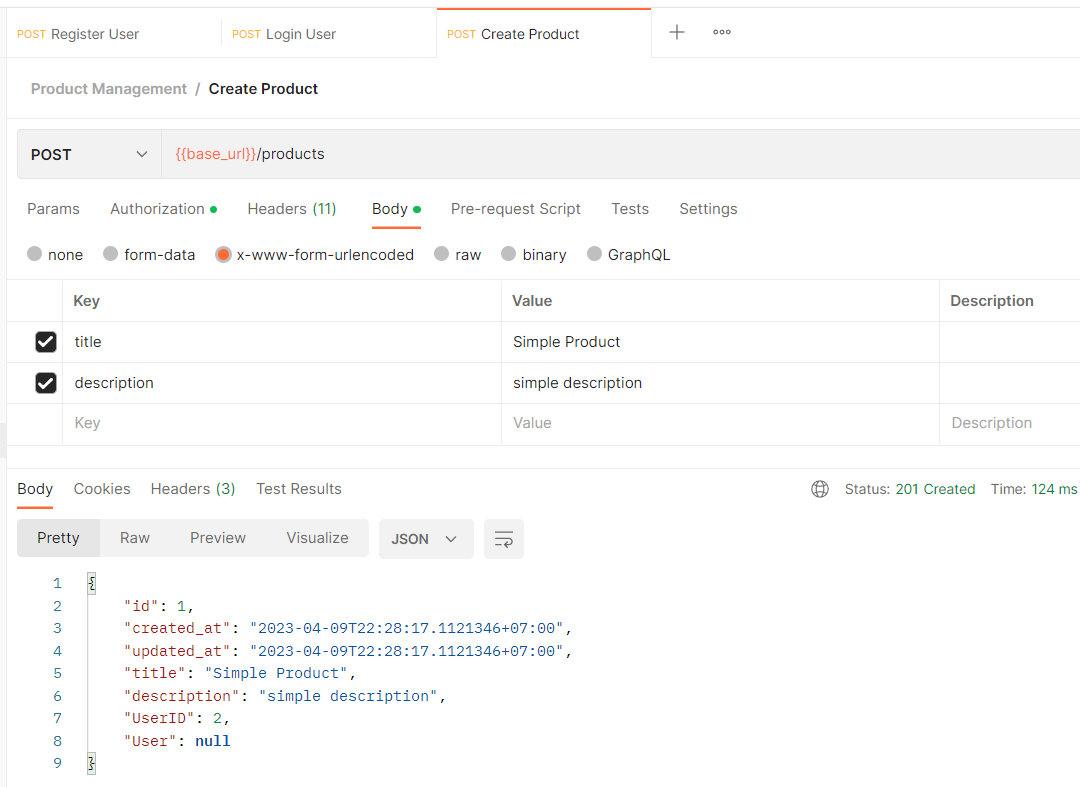 POST Register User POST Login User POST Create Product
Product Management / Create Product
POST {{base_url}}/products
Params Authorization Headers (11) Body Pre-request Script Tests Settings
none form-data x-www-form-urlencoded raw binary GraphQL
Key Value Description
title Simple Product
description simple description
Key Value Description
Body Cookies Headers (3) Test Results Status: 201 Created Time: 124 ms
Pretty Raw Preview Visualize JSON
1 {
2 "id": 1,
3 "created_at": "2023-04-09T22:28:17.1121346+07:00",
4 "updated_at": "2023-04-09T22:28:17.1121346+07:00",
5 "title": "Simple Product",
6 "description": "simple description",
7 "UserID": 2,
8 "User": null
9 }